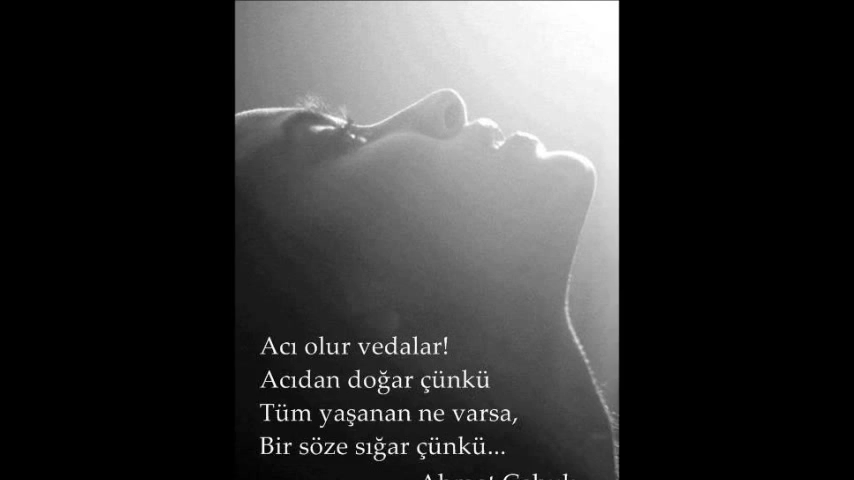 Acı olur vedalar!
Acıdan doğar çünkü
Tüm yaşanan ne varsa,
Bir söze sığar çünkü...